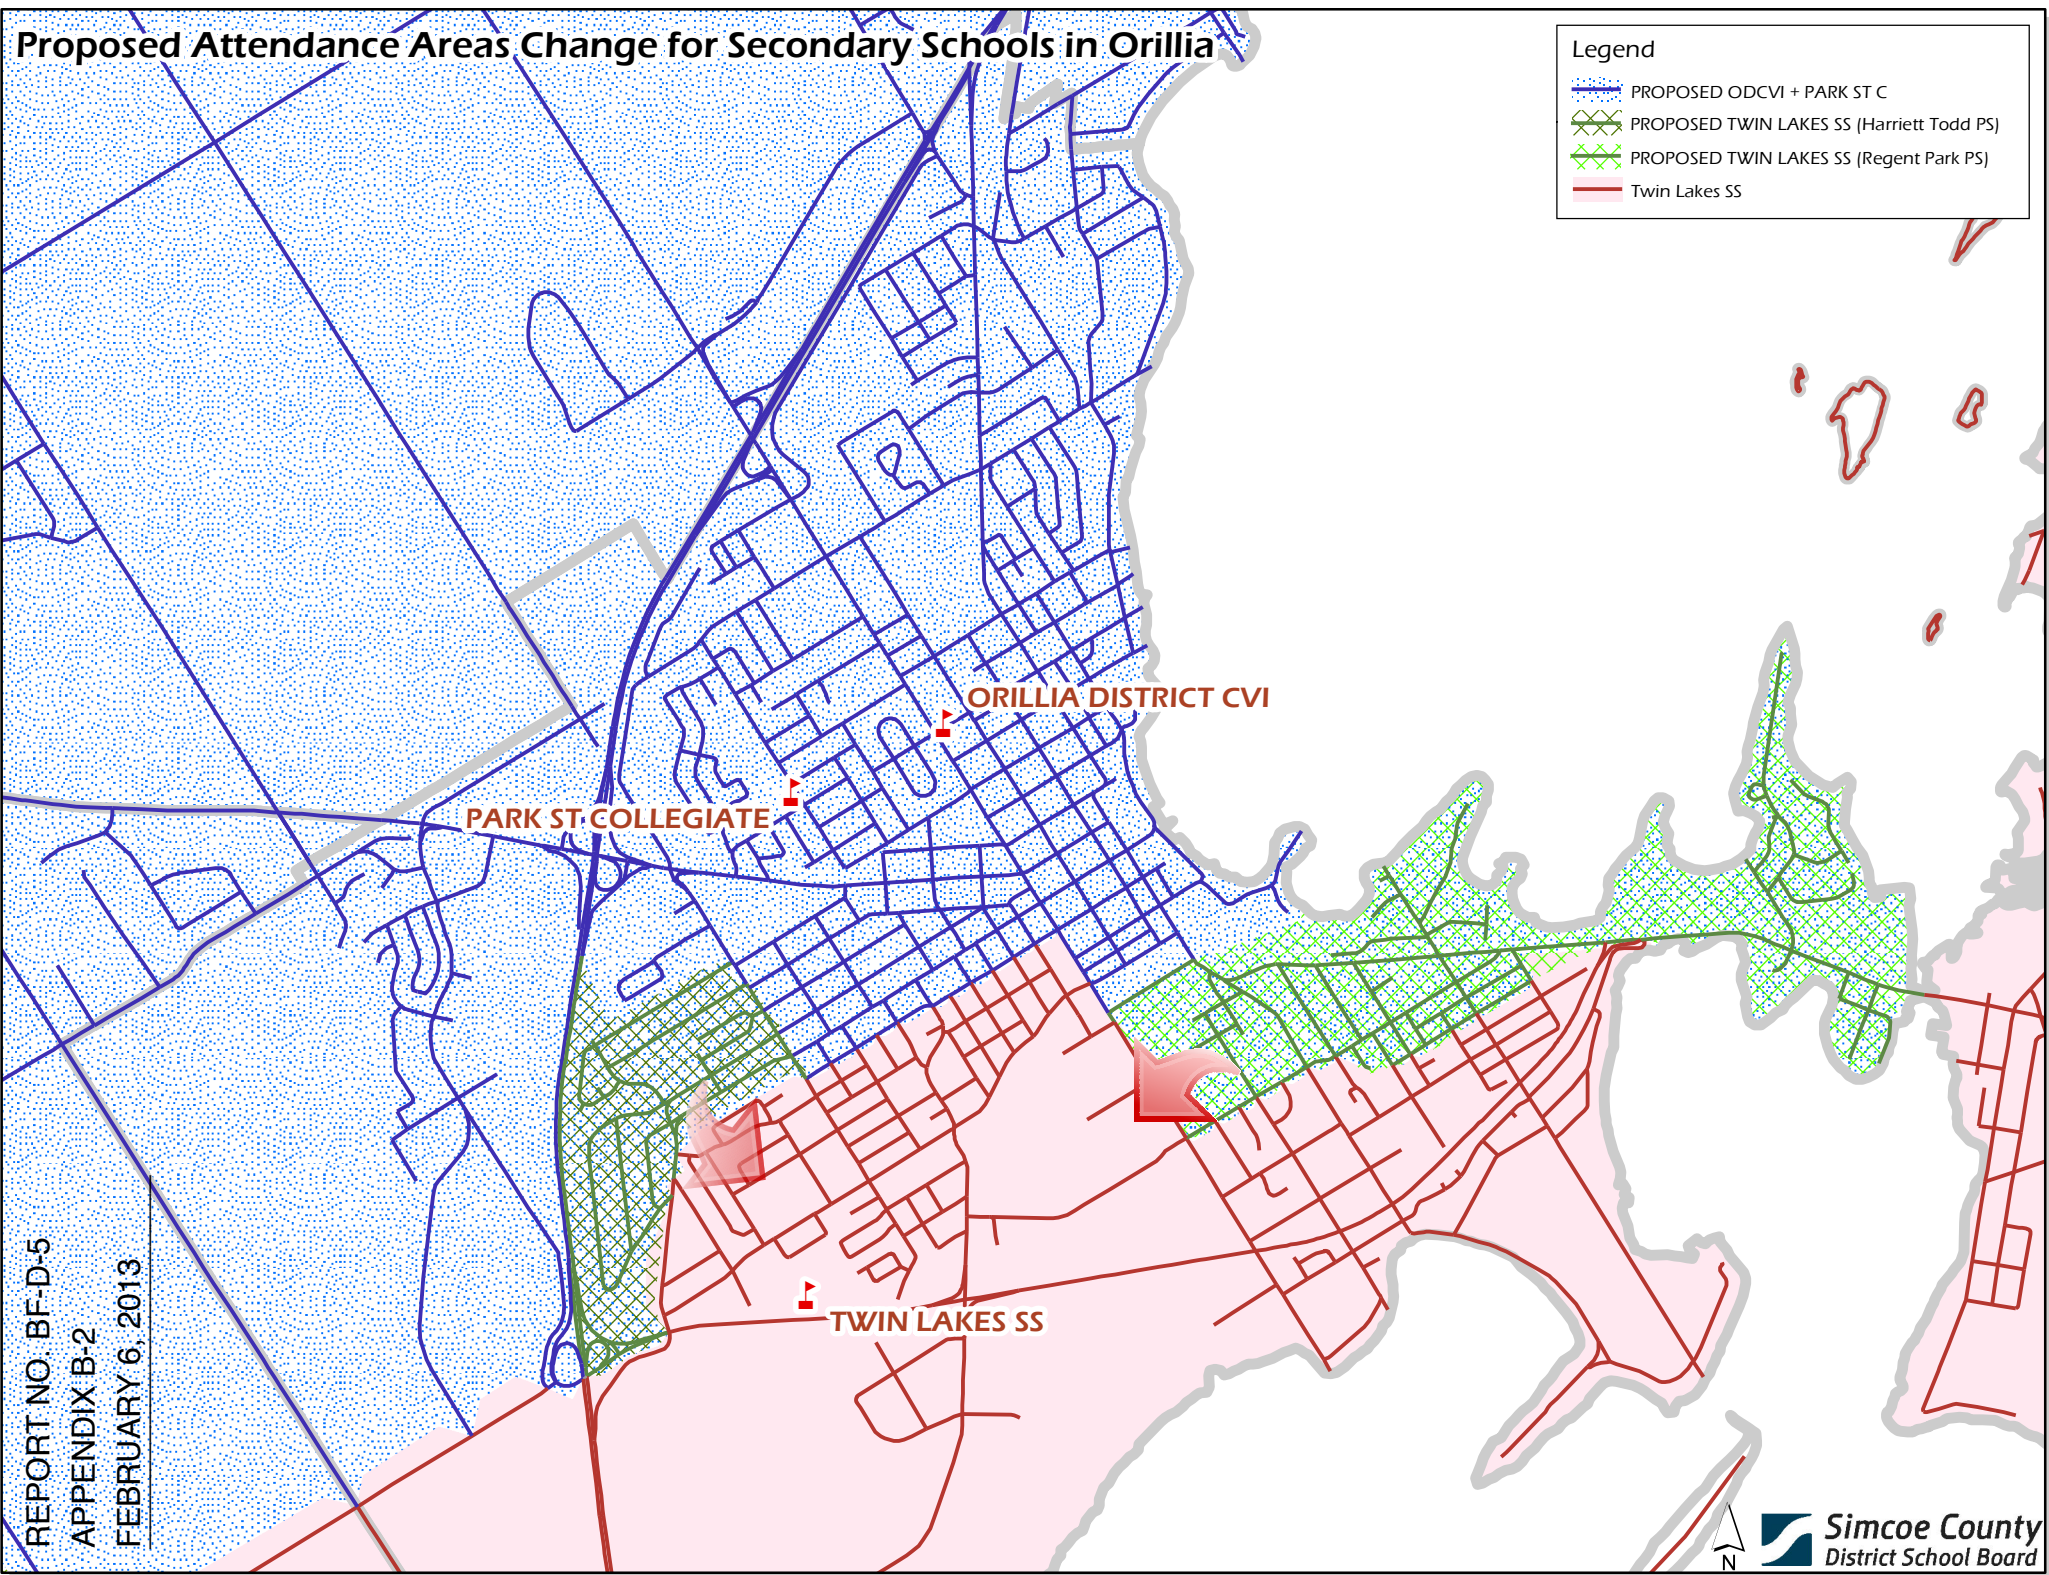 Proposed Attendance Areas Change for Secondary Schools in Orillia
Legend
PROPOSED ODCVI + PARK ST C
PROPOSED TWIN LAKES SS (Harriett Todd PS)
PROPOSED TWIN LAKES SS (Regent Park PS)
Twin Lakes SS
ORILLIA DISTRICT CVI
PARK ST COLLEGIATE
TWIN LAKES SS
REPORT NO. BF-D-5
APPENDIX B-2
FEBRUARY 6, 2013
N
Simcoe County
District School Board